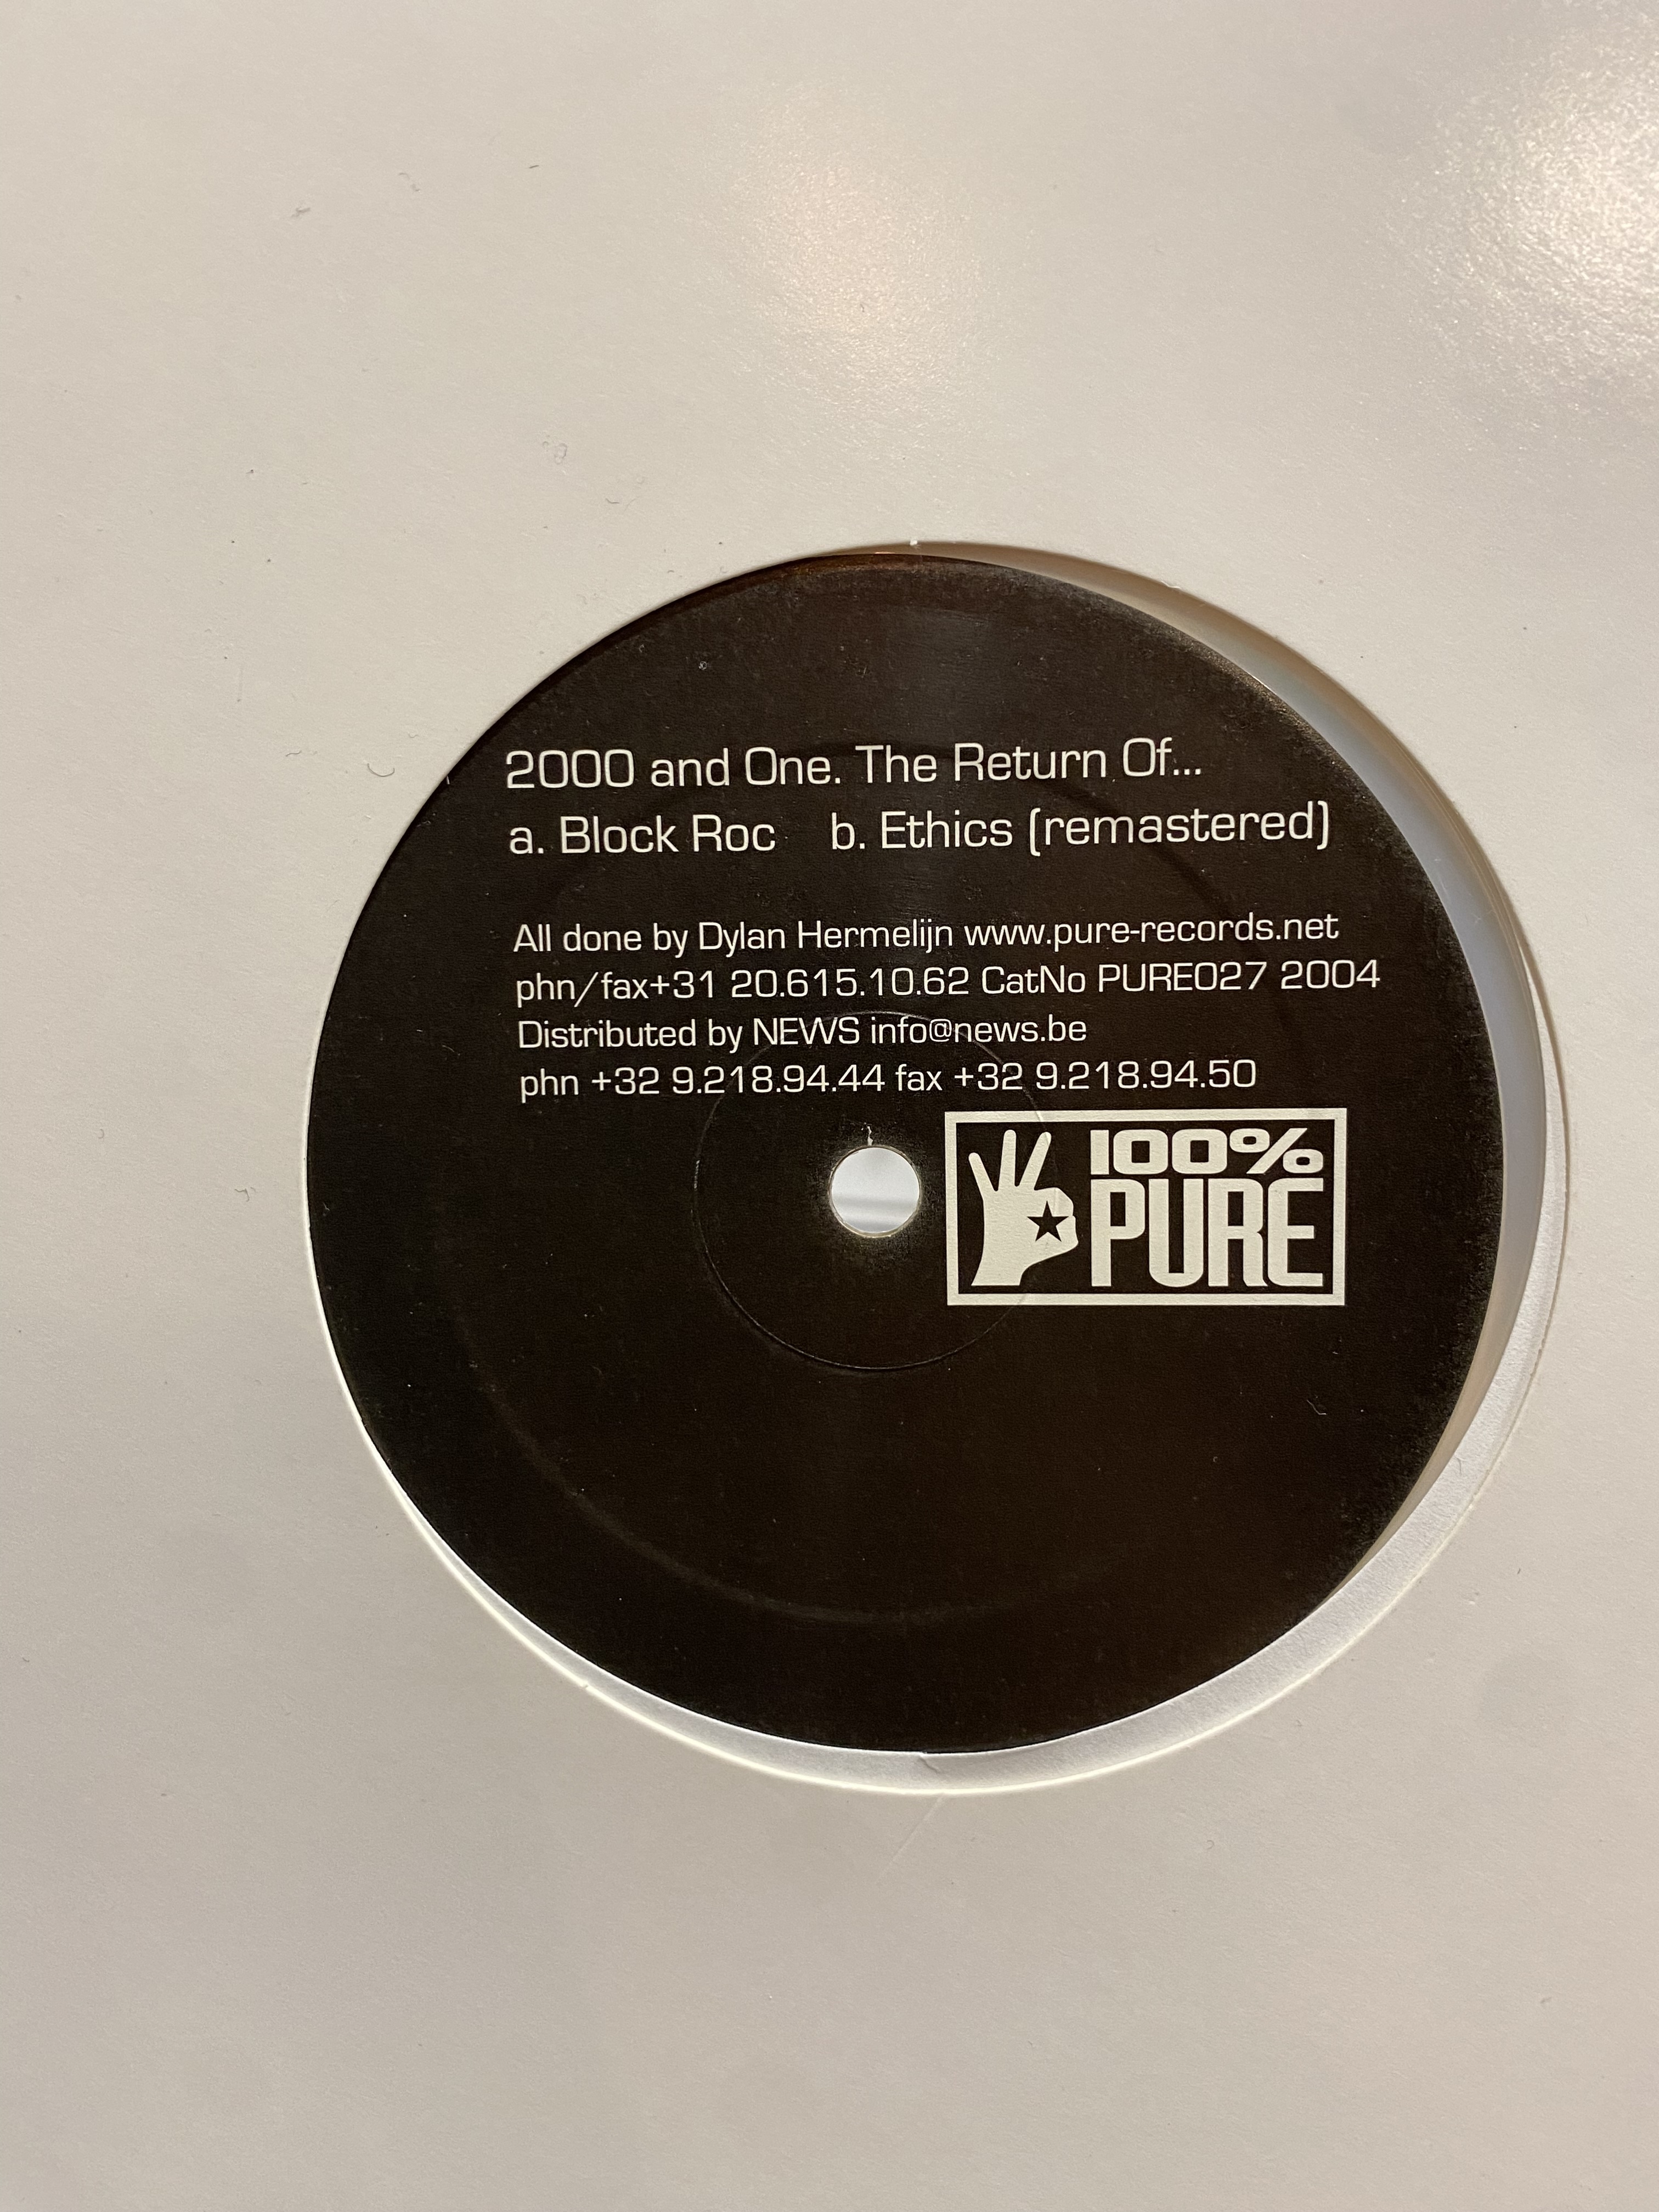 2000 and One. The Return Of...
a. Block Roc b. Ethics (remastered)
All done by Dylan Hermelijn www.pure-records.net
phn/fax+31 20.615.10.62 CatNo PURE027 2004
Distributed by NEWS info@news.be
phn +32 9.218.94.44 fax +32 9.218.94.50
100%
PURE